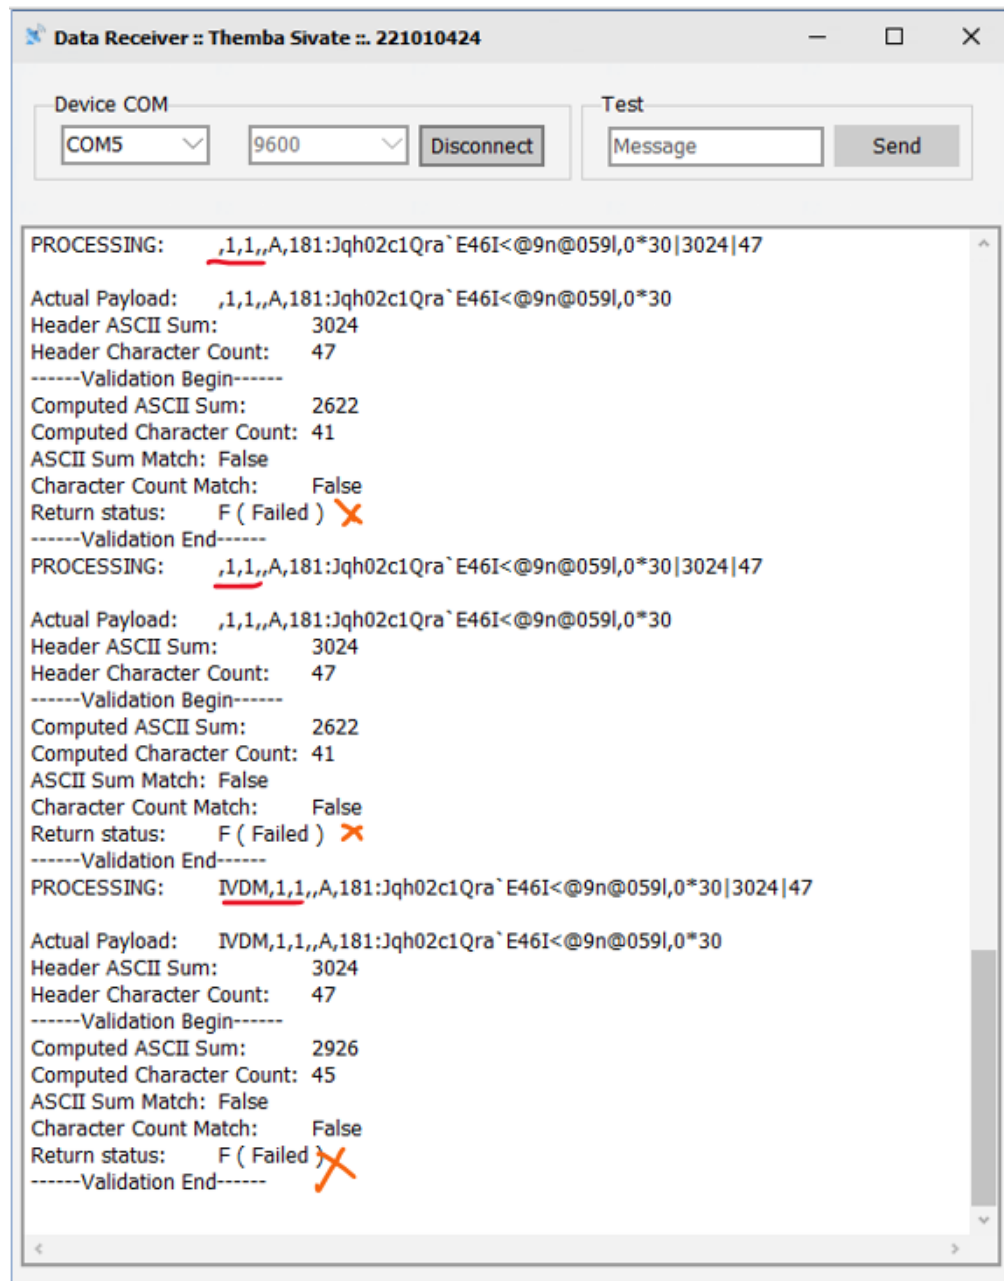 Data Receiver :: Themba Sivate ::. 221010424
Device COM
Test
COM5
9600
Disconnect
Message
Send
PROCESSING: ,1,1,,A,181:Jqh02c1Qra`E46I<@9n@059l,0*30|3024|47
Actual Payload: ,1,1,,A,181:Jqh02c1Qra`E46I<@9n@059l,0*30
Header ASCII Sum: 3024
Header Character Count: 47
------Validation Begin------
Computed ASCII Sum: 2622
Computed Character Count: 41
ASCII Sum Match: False
Character Count Match: False
Return status: F ( Failed )
------Validation End------
PROCESSING: ,1,1,,A,181:Jqh02c1Qra`E46I<@9n@059l,0*30|3024|47
Actual Payload: ,1,1,,A,181:Jqh02c1Qra`E46I<@9n@059l,0*30
Header ASCII Sum: 3024
Header Character Count: 47
------Validation Begin------
Computed ASCII Sum: 2622
Computed Character Count: 41
ASCII Sum Match: False
Character Count Match: False
Return status: F ( Failed )
------Validation End------
PROCESSING: IVDM,1,1,,A,181:Jqh02c1Qra`E46I<@9n@059l,0*30|3024|47
Actual Payload: IVDM,1,1,,A,181:Jqh02c1Qra`E46I<@9n@059l,0*30
Header ASCII Sum: 3024
Header Character Count: 47
------Validation Begin------
Computed ASCII Sum: 2926
Computed Character Count: 45
ASCII Sum Match: False
Character Count Match: False
Return status: F ( Failed )
------Validation End------